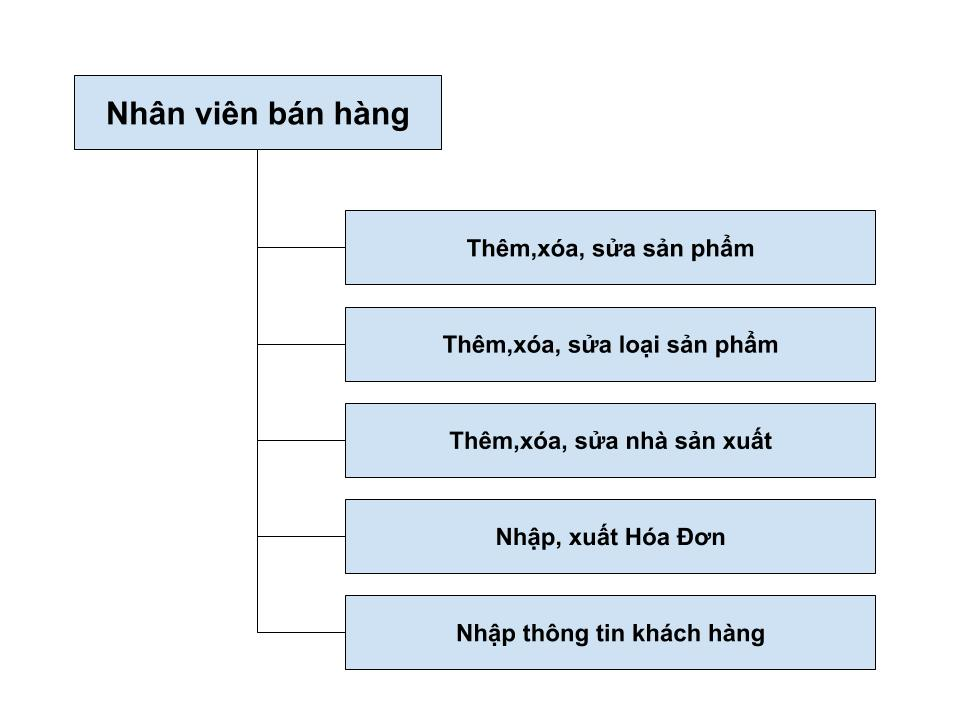 Nhân viên bán hàng
Thêm,xóa, sửa sản phẩm
Thêm,xóa, sửa loại sản phẩm
Thêm,xóa, sửa nhà sản xuất
Nhập, xuất Hóa Đơn
Nhập thông tin khách hàng